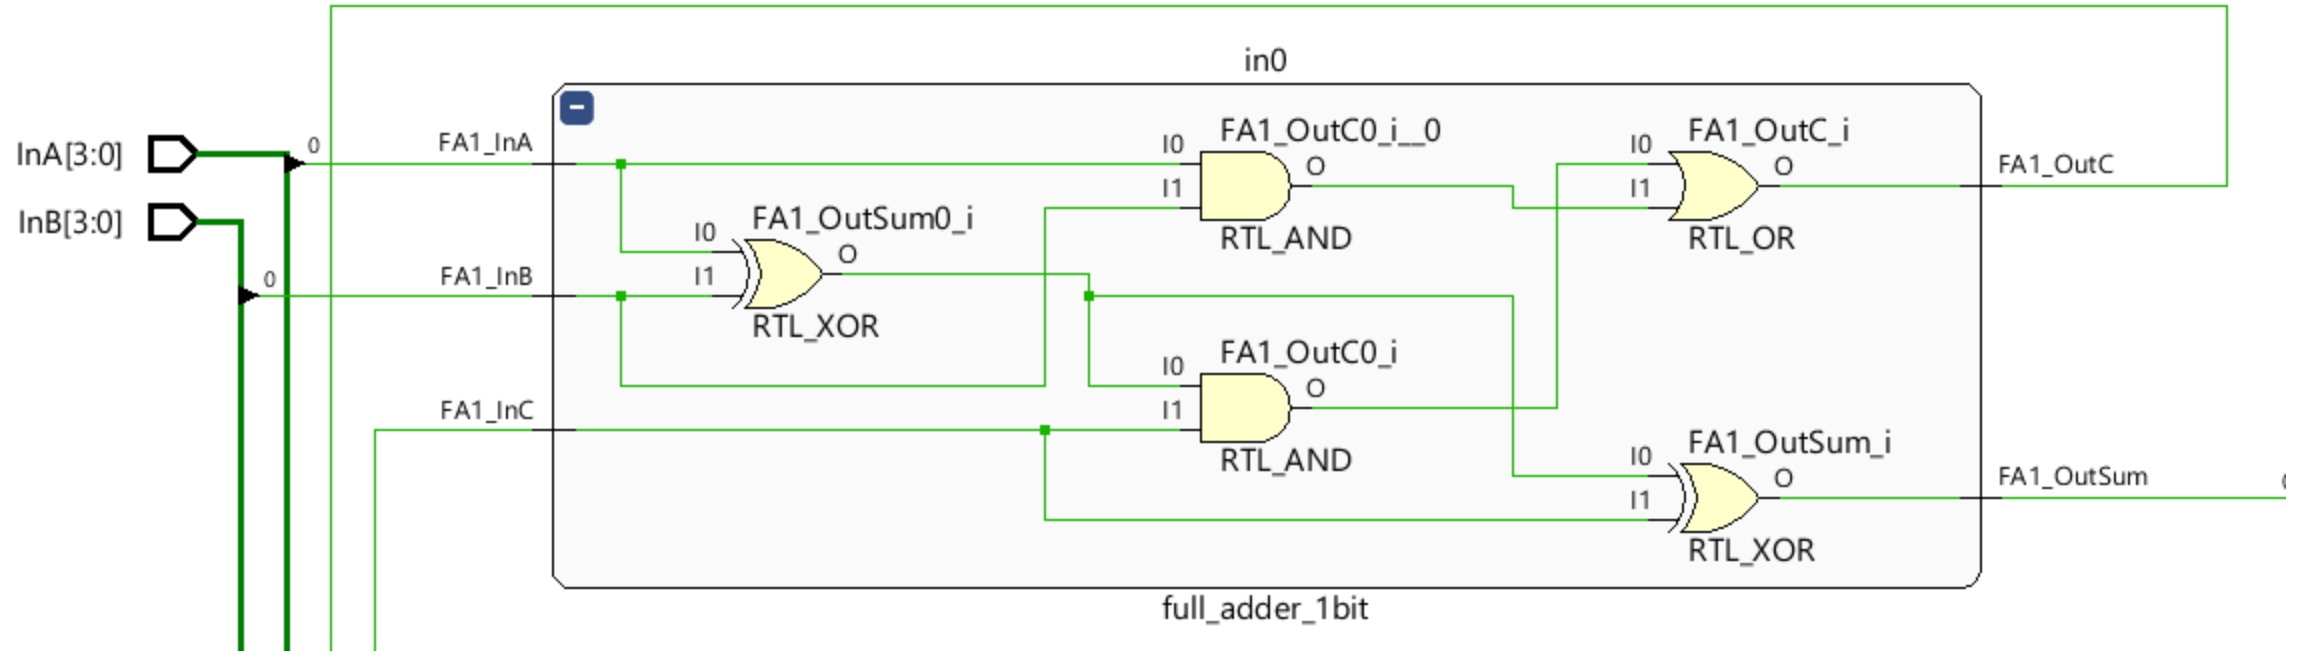 in0
InA[3:0]
0
FA1_InA
I0
FA1_OutC0_i__0
O
I1
RTL_AND
I0
FA1_OutC_i
O
I1
RTL_OR
FA1_OutC
InB[3:0]
0
FA1_InB
I0
FA1_OutSum0_i
O
I1
RTL_XOR
FA1_InC
I0
FA1_OutC0_i
O
I1
RTL_AND
I0
FA1_OutSum_i
O
I1
RTL_XOR
FA1_OutSum
full_adder_1bit